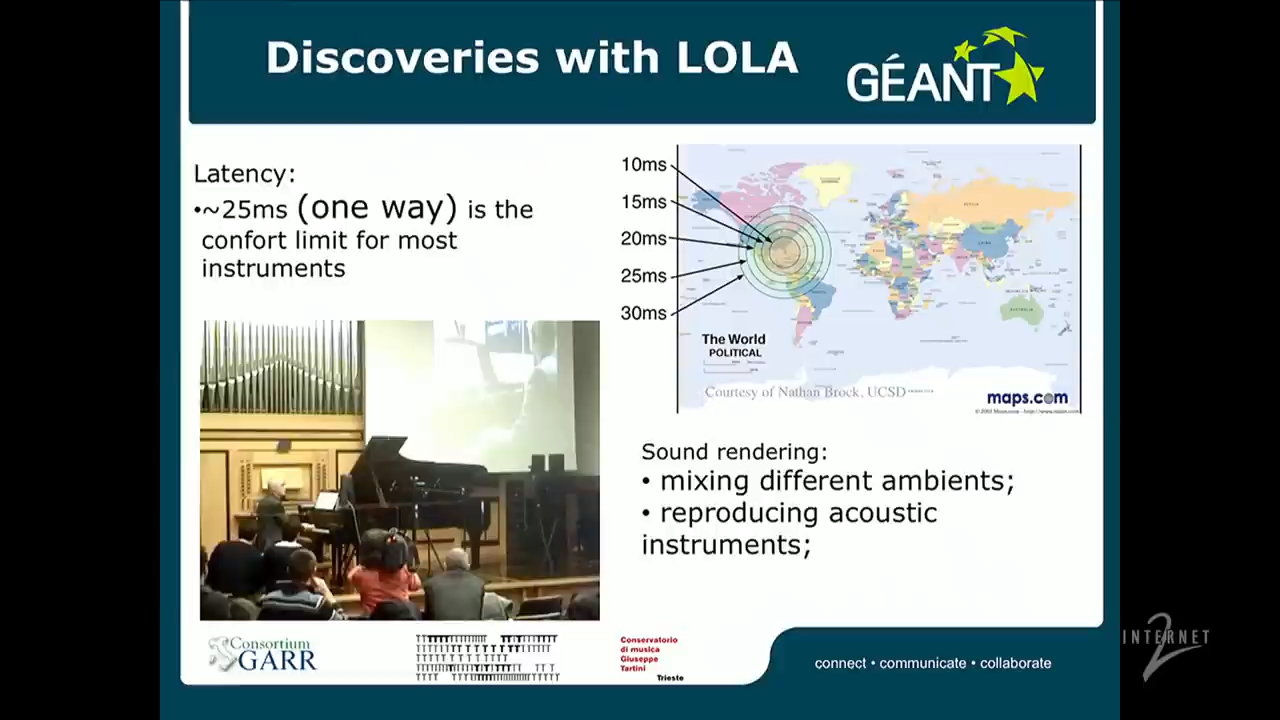 Discoveries with LOLA
GÉANT
Latency:
•~25ms (one way) is the
confort limit for most
instruments
10ms
15ms
20ms
25ms
30ms
The World
POLITICAL
Courtesy of Nathan Brock, UCSD
maps.com
Sound rendering:
• mixing different ambients;
• reproducing acoustic
instruments;
Consortium
GARR
Conservatorio
di musica
Giuseppe
Tartini
Trieste
connect • communicate • collaborate
INTERNET
2